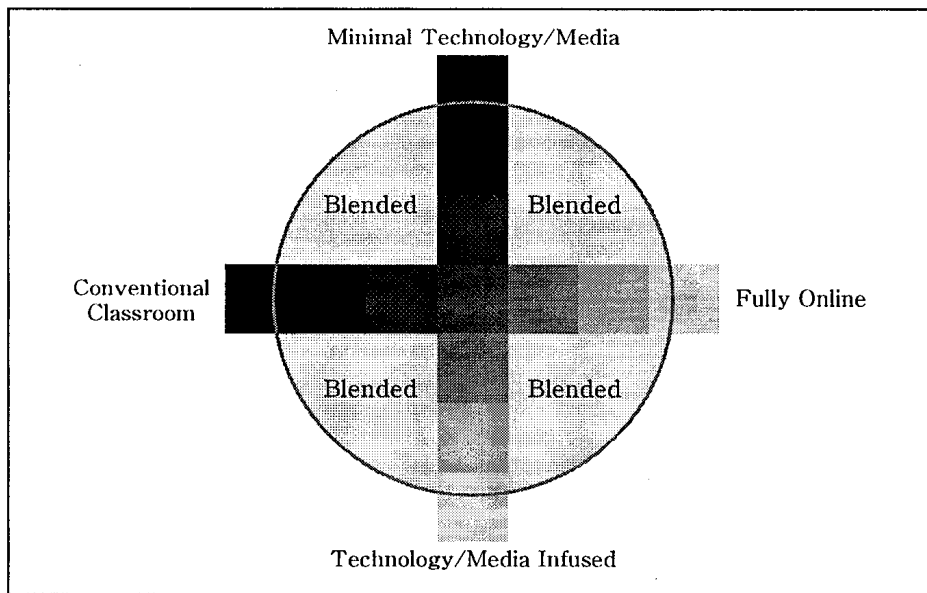 Minimal Technology/Media
Blended
Blended
Conventional
Classroom
Fully Online
Blended
Blended
Technology/Media Infused